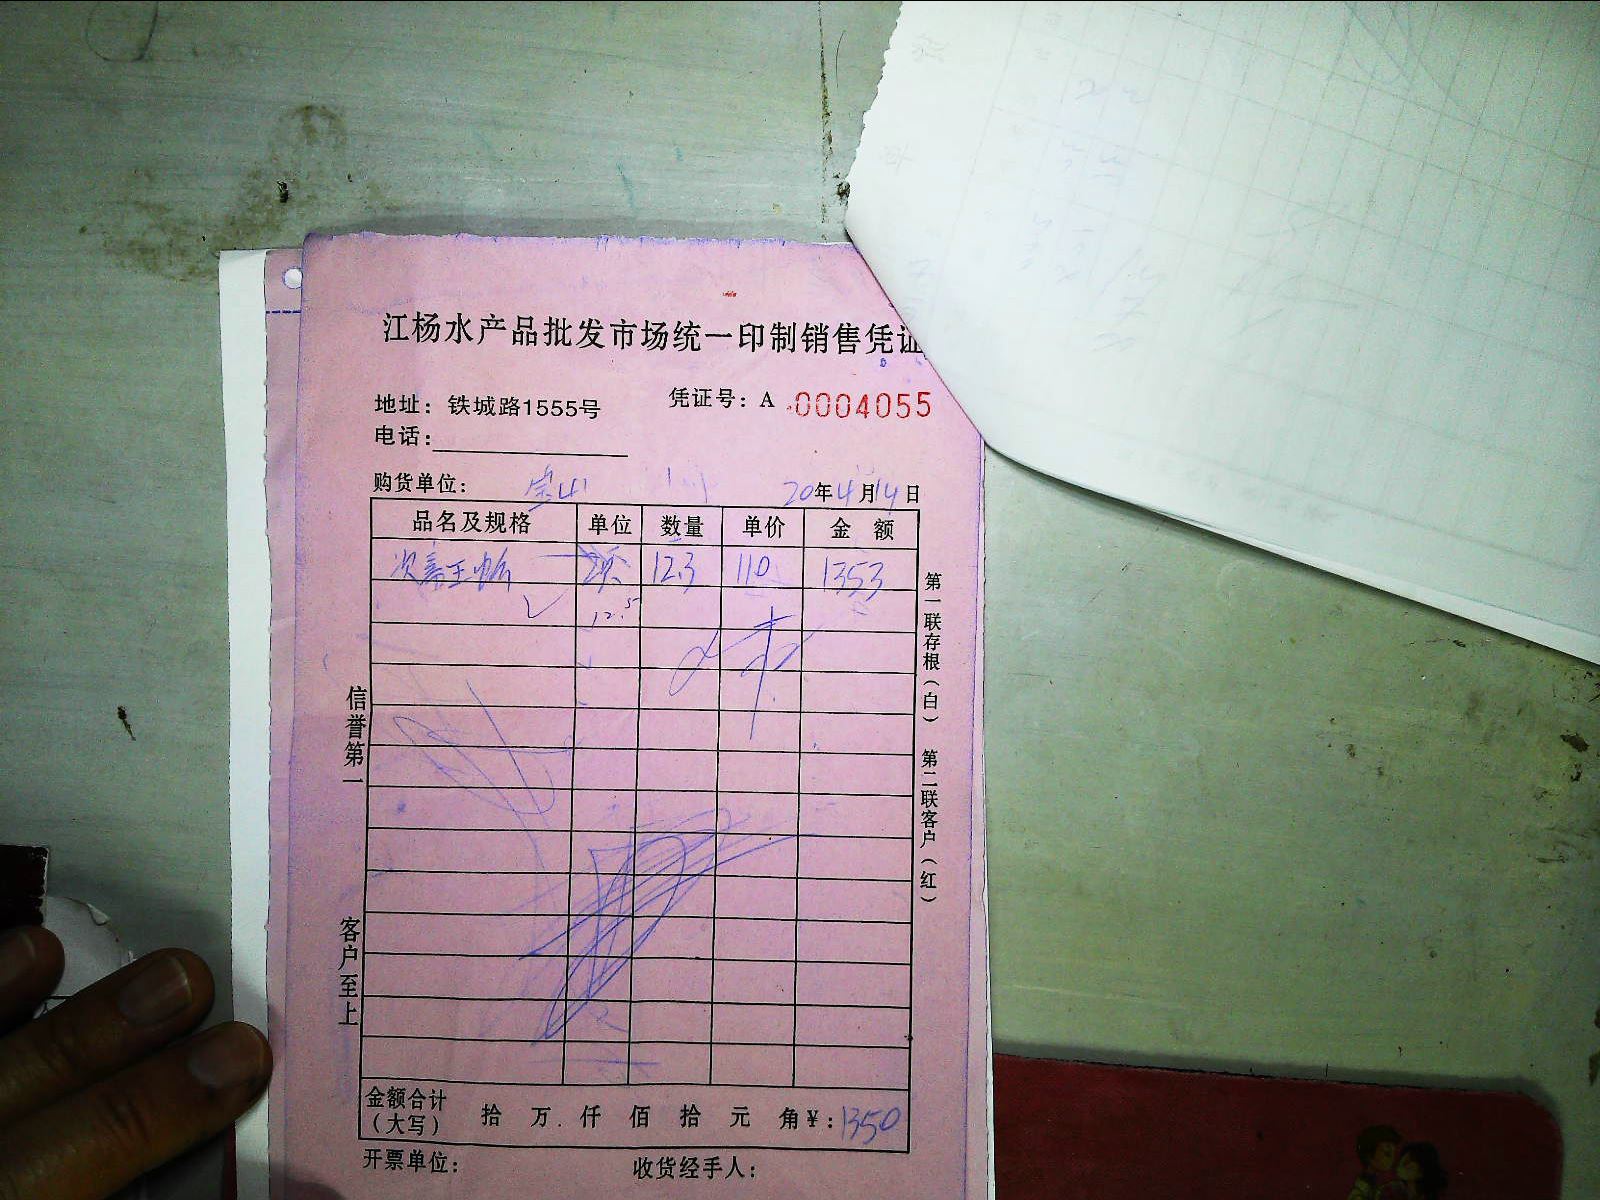 江杨水产品批发市场统一印制销售凭证
地址：铁城路1555号
凭证号：A 0004055
电话：
购货单位：宝山 20年4月14日
品名及规格 单位 数量 单价 金 额
12.3 110 1353
12.5
信誉第一
客户至上
第一联存根（白）
第二联客户（红）
金额合计（大写） 拾 万 仟 佰 拾 元 角￥：1350
开票单位： 收货经手人：